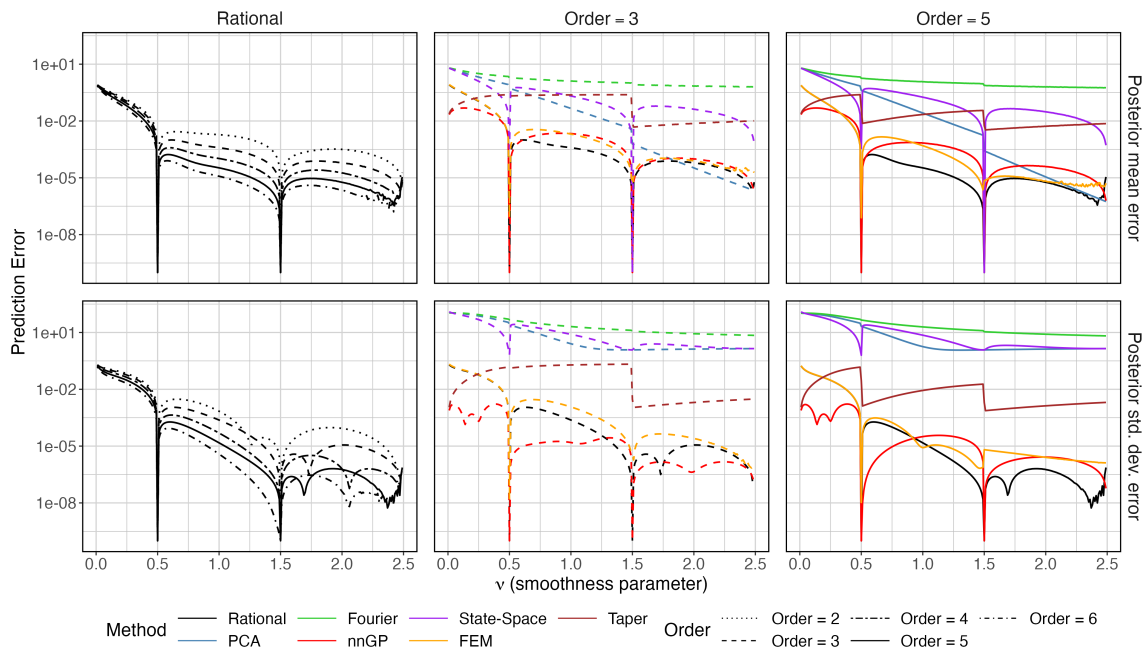 Rational
Order = 3
Order = 5
1e+01
1e-02
1e-05
1e-08
Posterior mean error
Prediction Error
1e+01
1e-02
1e-05
1e-08
Posterior std. dev. error
0.0 0.5 1.0 1.5 2.0 2.5
0.0 0.5 1.0 1.5 2.0 2.5
0.0 0.5 1.0 1.5 2.0 2.5
ν (smoothness parameter)
Method
Rational
Fourier
State-Space
Taper
PCA
nnGP
FEM
Order
Order = 2
Order = 4
Order = 6
Order = 3
Order = 5